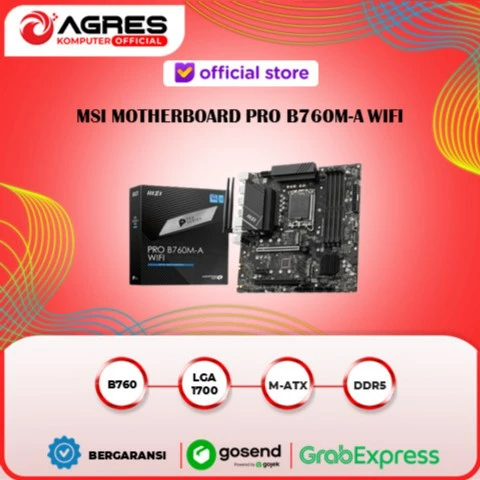 AGRES
KOMPUTER OFFICIAL
official store
MSI MOTHERBOARD PRO B760M-A WIFI
PRO B760M-A
WIFI
B760
LGA
1700
M-ATX
DDR5
BERGARANSI
gosend
Powered by gojek
GrabExpress